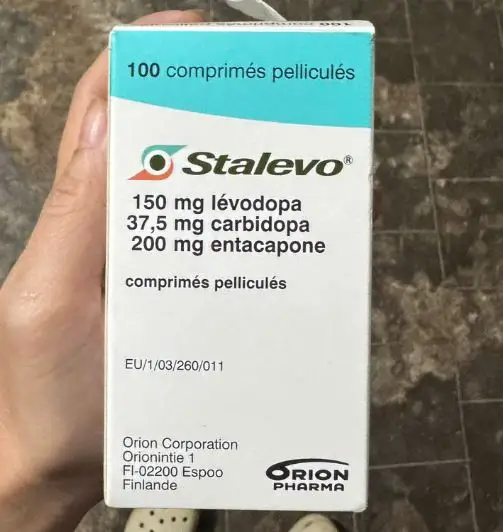 100 comprimés pelliculés
Stalevo®
150 mg lévodopa
37,5 mg carbidopa
200 mg entacapone
comprimés pelliculés
EU/1/03/260/011
Orion Corporation
Orionintie 1
FI-02200 Espoo
Finlande
ORION
PHARMA